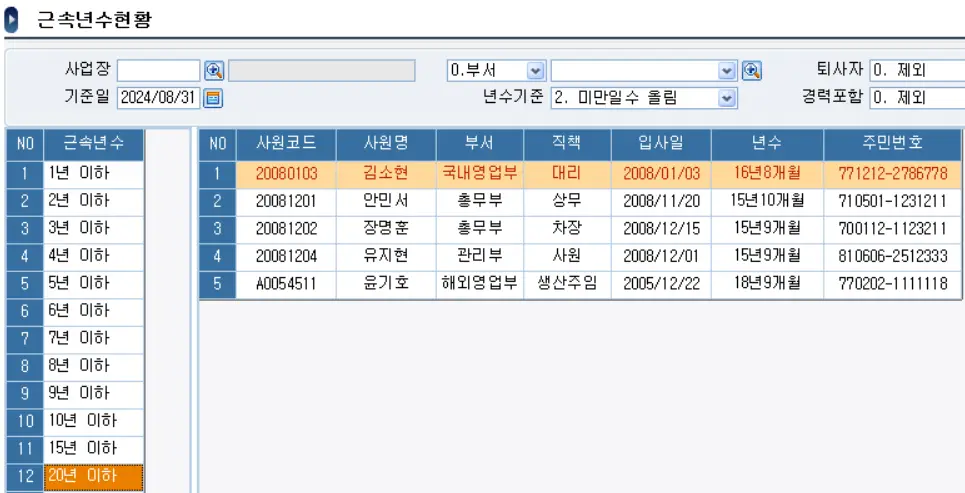 근속년수현황
사업장 0.부서 퇴사자 0. 제외
기준일 2024/08/31 년수기준 2. 미만일수 올림 경력포함 0. 제외
NO 근속년수
1 1년 이하
2 2년 이하
3 3년 이하
4 4년 이하
5 5년 이하
6 6년 이하
7 7년 이하
8 8년 이하
9 9년 이하
10 10년 이하
11 15년 이하
12 20년 이하
NO 사원코드 사원명 부서 직책 입사일 년수 주민번호
1 20080103 김소현 국내영업부 대리 2008/01/03 16년8개월 771212-2786778
2 20081201 안민서 총무부 상무 2008/11/20 15년10개월 710501-1231211
3 20081202 장명훈 총무부 차장 2008/12/15 15년9개월 700112-1123211
4 20081204 유지현 관리부 사원 2008/12/01 15년9개월 810606-2512333
5 A0054511 윤기호 해외영업부 생산주임 2005/12/22 18년9개월 770202-1111118